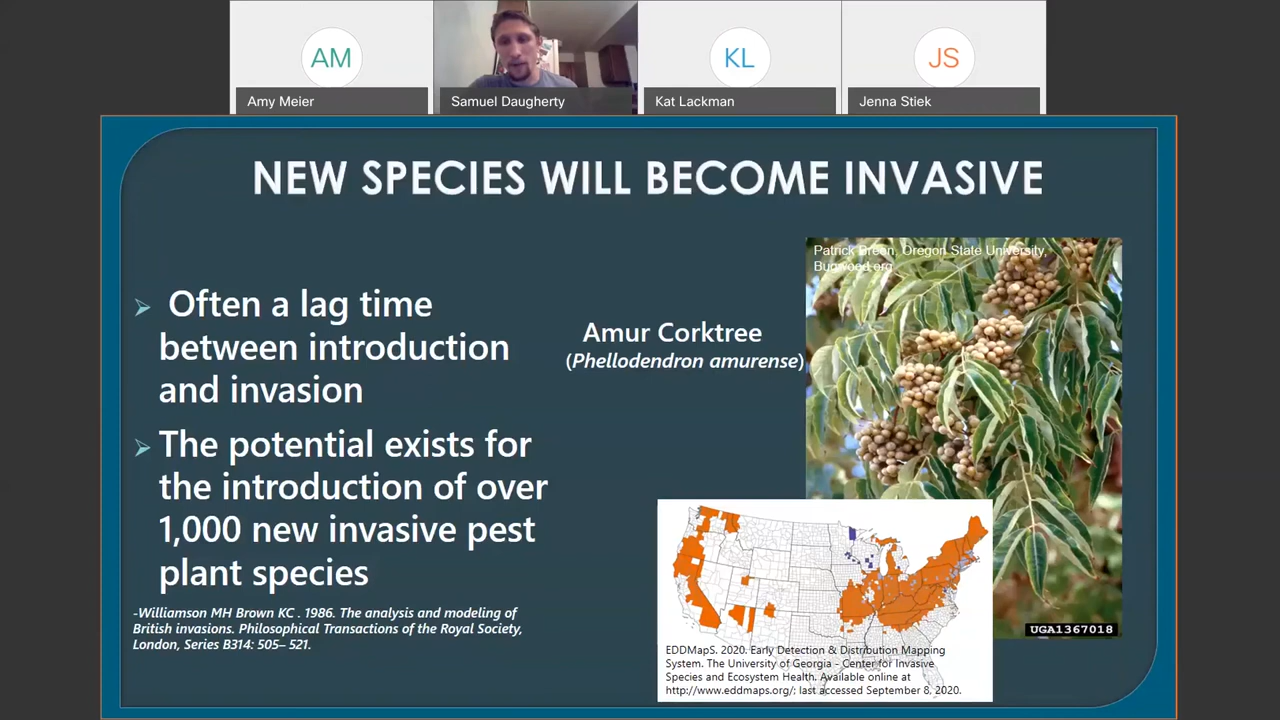 AM
KL
JS
Amy Meier
Samuel Daugherty
Kat Lackman
Jenna Stiek
NEW SPECIES WILL BECOME INVASIVE
Often a lag time
between introduction
and invasion
The potential exists for
the introduction of over
1,000 new invasive pest
plant species
-Williamson MH Brown KC . 1986. The analysis and modeling of
British invasions. Philosophical Transactions of the Royal Society,
London, Series B314: 505– 521.
Amur Corktree
(Phellodendron amurense)
Patrick Breen, Oregon State University,
Bugwood.org
UGA1367018
EDDMapS. 2020. Early Detection & Distribution Mapping
System. The University of Georgia - Center for Invasive
Species and Ecosystem Health. Available online at
http://www.eddmaps.org/; last accessed September 8, 2020.